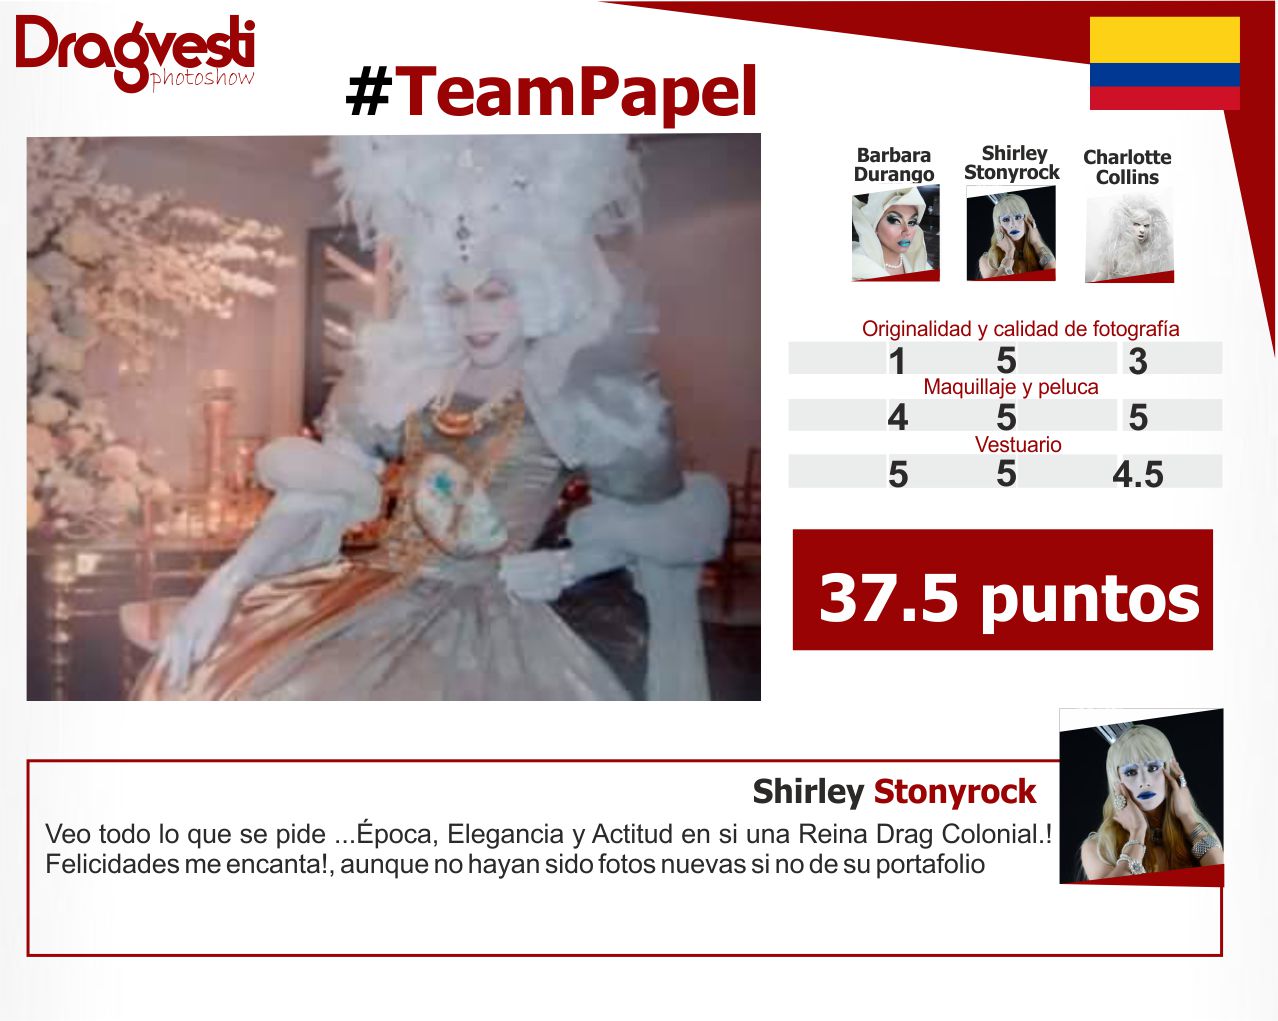 Dragvesti
photoshow
#TeamPapel
Barbara
Durango
Shirley
Stonyrock
Charlotte
Collins
Originalidad y calidad de fotografía
1 5 3
Maquillaje y peluca
4 5 5
Vestuario
5 5 4.5
37.5 puntos
Shirley Stonyrock
Veo todo lo que se pide ...Época, Elegancia y Actitud en si una Reina Drag Colonial.!
Felicidades me encanta!, aunque no hayan sido fotos nuevas si no de su portafolio